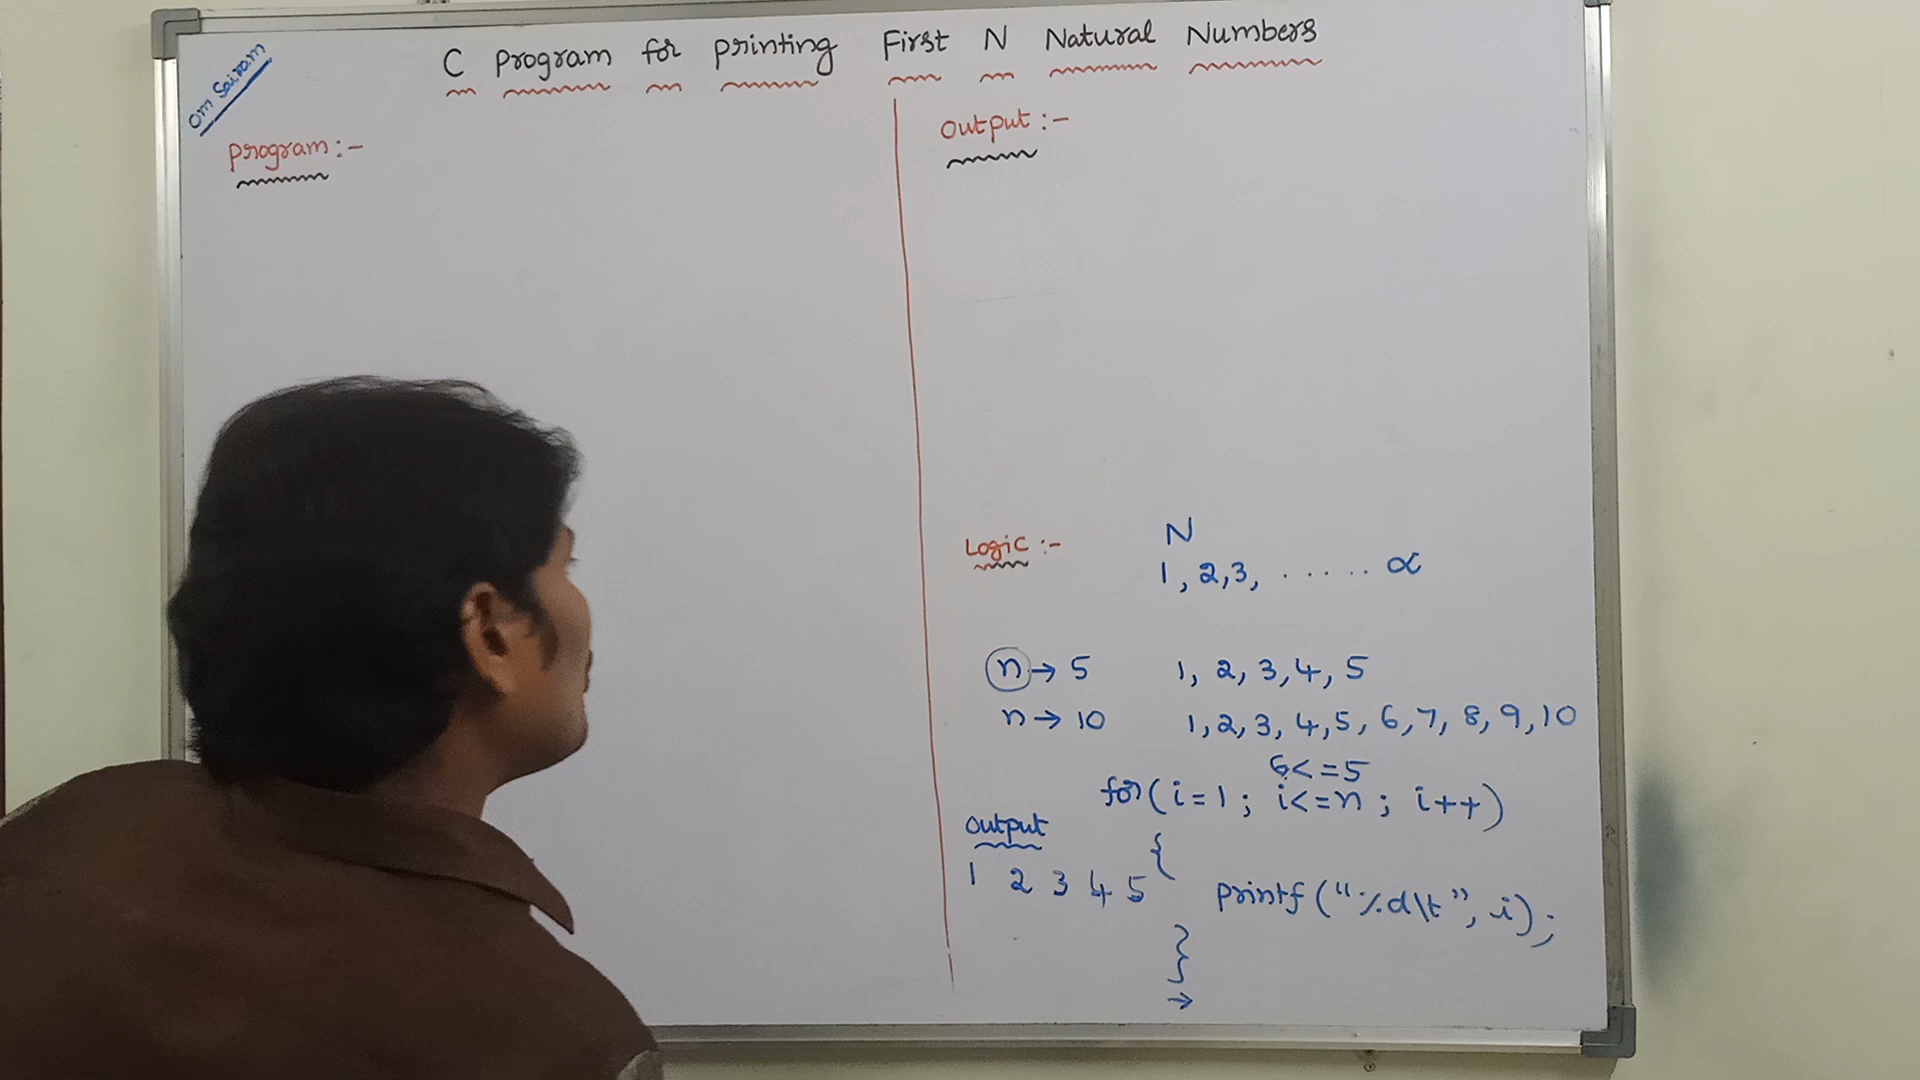 Om Sairam
C Program for printing First N Natural Numbers
Program :-
Output :-
Logic :-
N
1, 2, 3, ...... ∝
n → 5 1, 2, 3, 4, 5
n → 10 1, 2, 3, 4, 5, 6, 7, 8, 9, 10
6<=5
for(i=1; i<=n; i++)
{
printf("%d\t", i);
}
→
Output
1 2 3 4 5